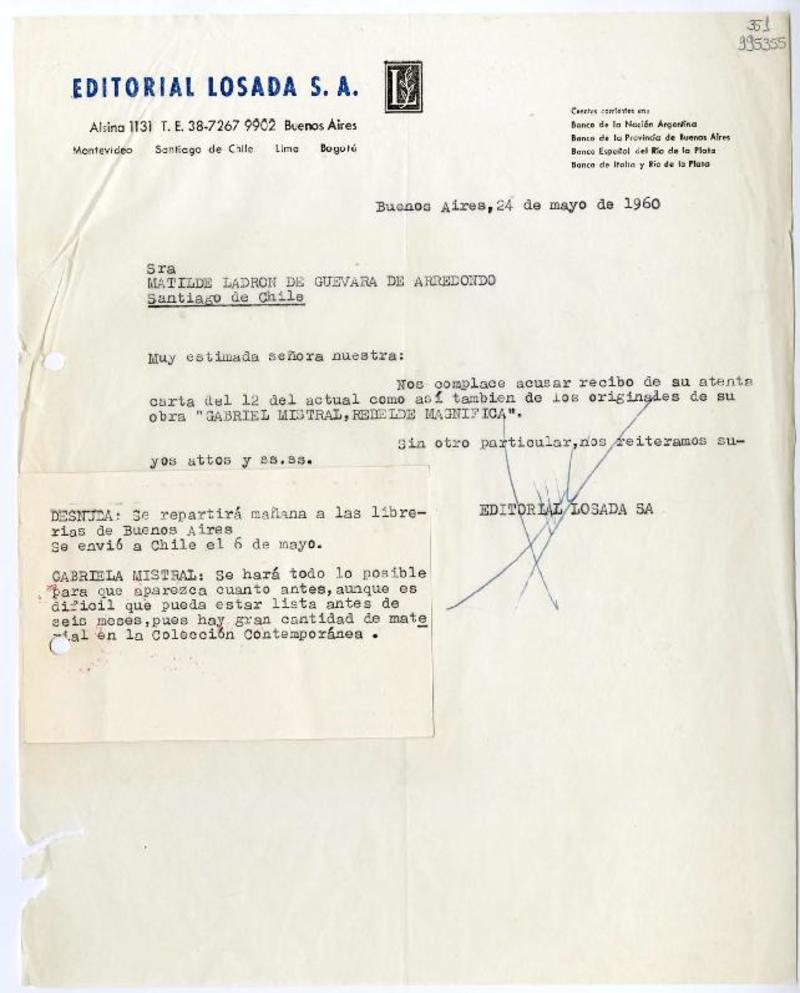 351
995355
EDITORIAL LOSADA S. A.
L
Alsina 1131 T. E. 38-7267 9902 Buenos Aires
Montevideo Santiago de Chile Lima Bogotá
Cuentas corrientes en:
Banco de la Nación Argentina
Banco de la Provincia de Buenos Aires
Banco Español del Río de la Plata
Banco de Italia y Río de la Plata
Buenos Aires,24 de mayo de 1960
Sra
MATILDE LADRON DE GUEVARA DE ARREDONDO
Santiago de Chile
Muy estimada señora nuestra:
Nos complace acusar recibo de su atenta
carta del 12 del actual como así tambien de los originales de su
obra "GABRIEL MISTRAL,REBELDE MAGNIFICA".
Sin otro particular,nos reiteramos su-
yos attos y ss.ss.
EDITORIAL LOSADA SA
DESNUDA: Se repartirá mañana a las libre-
rias de Buenos Aires
Se envió a Chile el 6 de mayo.
GABRIELA MISTRAL: Se hará todo lo posible
para que aparezca cuanto antes,aunque es
dificil que pueda estar lista antes de
seis meses,pues hay gran cantidad de mate
rial en la Colección Contemporánea.